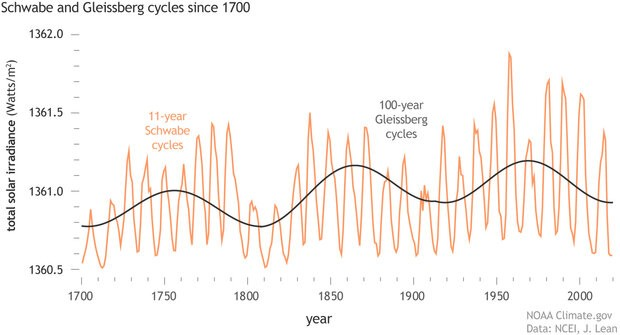 Schwabe and Gleissberg cycles since 1700
1362.0
1361.5
1361.0
1360.5
total solar irradiance (Watts/m²)
11-year
Schwabe
cycles
100-year
Gleissberg
cycles
1700
1750
1800
1850
1900
1950
2000
year
NOAA Climate.gov
Data: NCEI, J. Lean